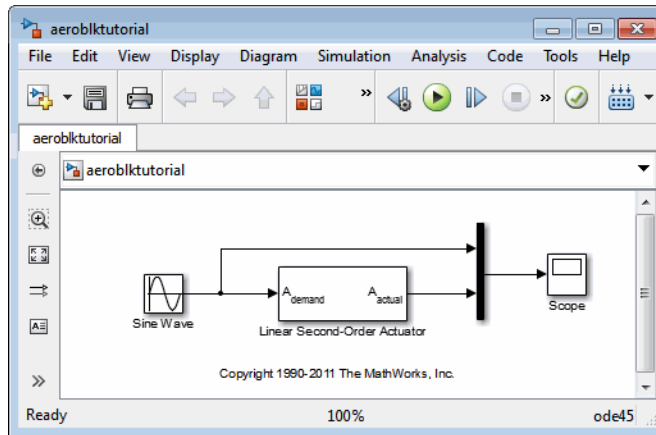 aeroblktutorial
File Edit View Display Diagram Simulation Analysis Code Tools Help
»
»
aeroblktutorial
aeroblktutorial
A demand
A actual
Sine Wave
Linear Second-Order Actuator
Scope
Copyright 1990-2011 The MathWorks, Inc.
»
Ready 100% ode45